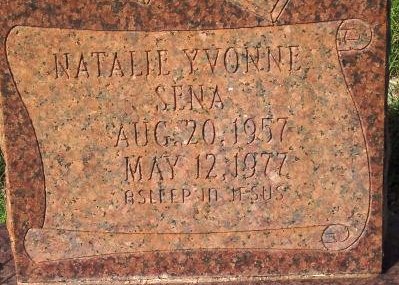 NATALIE YVONNE
SENA
AUG. 20, 1957
MAY 12, 1977
ASLEEP IN JESUS